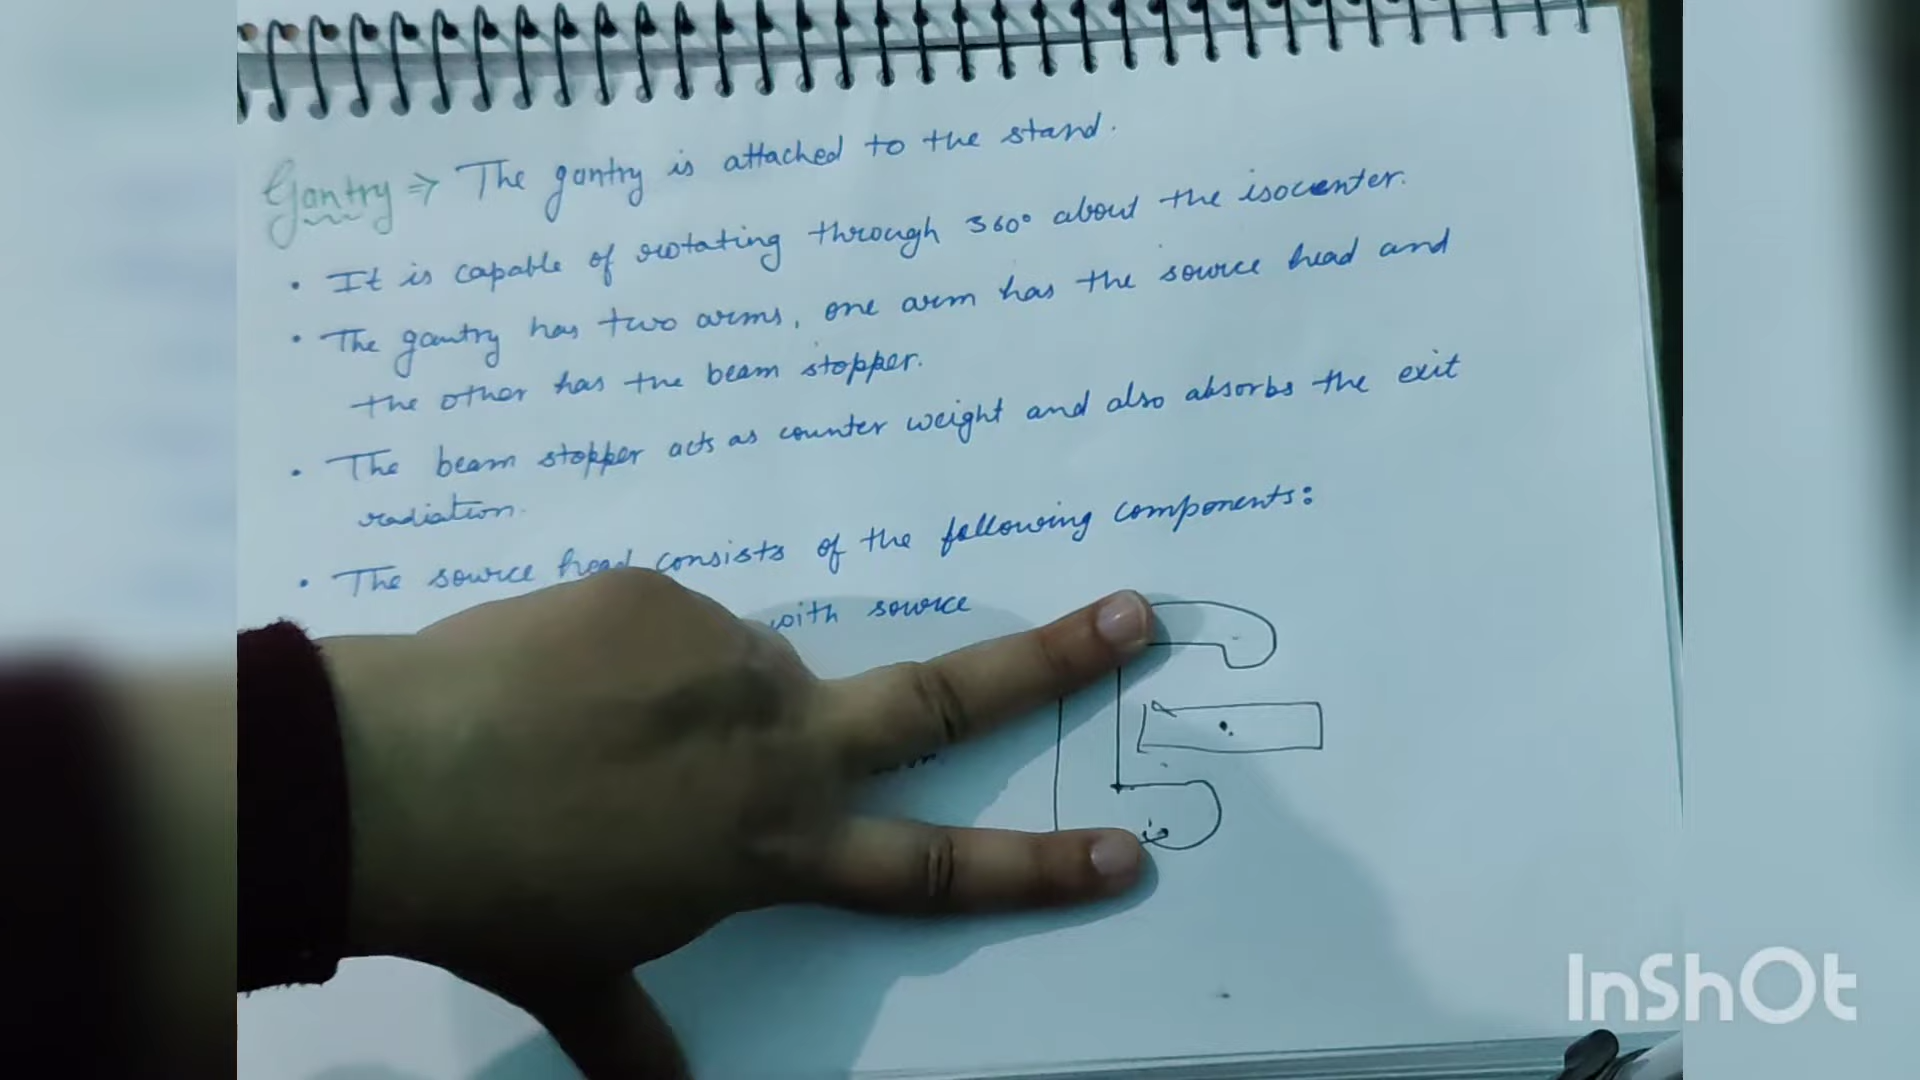 Gantry ⇒ The gantry is attached to the stand.
• It is capable of rotating through 360° about the isocenter.
• The gantry has two arms, one arm has the source head and
the other has the beam stopper.
• The beam stopper acts as counter weight and also absorbs the exit
radiation.
• The source head consists of the following components:
with source
InShOt